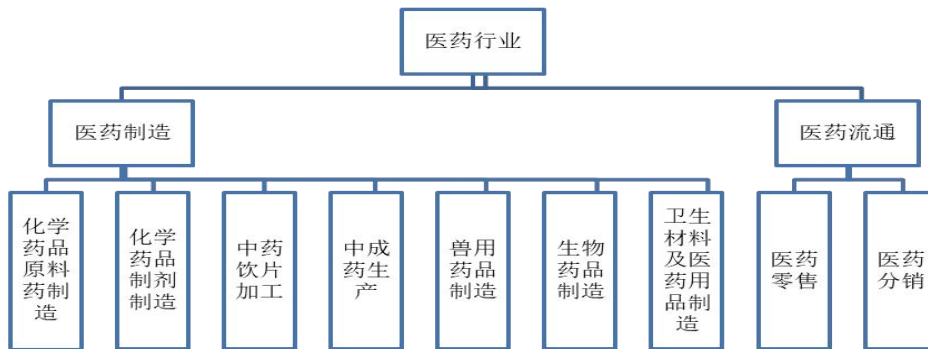 医药行业
医药制造
医药流通
化学
药品
原料
药制
造
化学
药品
制剂
制造
中药
饮片
加工
中成
药生
产
兽用
药品
制造
生物
药品
制造
卫生
材料
及医
药用
品制
造
医药
零售
医药
分销